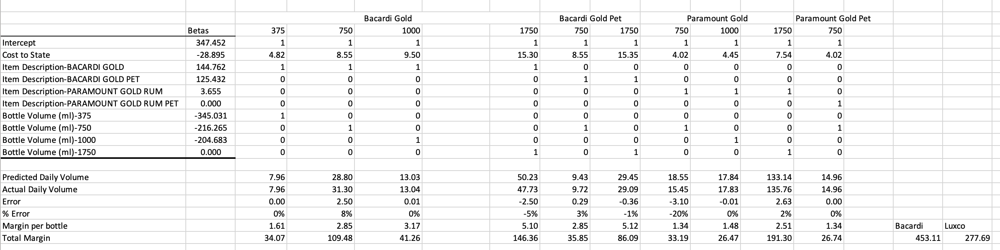 Bacardi Gold Bacardi Gold Pet Paramount Gold Paramount Gold Pet
Betas 375 750 1000 1750 750 1750 750 1000 1750 750
Intercept 347.452 1 1 1 1 1 1 1 1 1 1
Cost to State -28.895 4.82 8.55 9.50 15.30 8.55 15.35 4.02 4.45 7.54 4.02
Item Description-BACARDI GOLD 144.762 1 1 1 1 0 0 0 0 0 0
Item Description-BACARDI GOLD PET 125.432 0 0 0 0 1 1 0 0 0 0
Item Description-PARAMOUNT GOLD RUM 3.655 0 0 0 0 0 0 1 1 1 0
Item Description-PARAMOUNT GOLD RUM PET 0.000 0 0 0 0 0 0 0 0 0 1
Bottle Volume (ml)-375 -345.031 1 0 0 0 0 0 0 0 0 0
Bottle Volume (ml)-750 -216.265 0 1 0 0 1 0 1 0 0 1
Bottle Volume (ml)-1000 -204.683 0 0 1 0 0 0 0 1 0 0
Bottle Volume (ml)-1750 0.000 0 0 0 1 0 1 0 0 1 0
Predicted Daily Volume 7.96 28.80 13.03 50.23 9.43 29.45 18.55 17.84 133.14 14.96
Actual Daily Volume 7.96 31.30 13.04 47.73 9.72 29.09 15.45 17.83 135.76 14.96
Error 0.00 2.50 0.01 -2.50 0.29 -0.36 -3.10 -0.01 2.63 0.00
% Error 0% 8% 0% -5% 3% -1% -20% 0% 2% 0%
Margin per bottle 1.61 2.85 3.17 5.10 2.85 5.12 1.34 1.48 2.51 1.34 Bacardi Luxco
Total Margin 34.07 109.48 41.26 146.36 35.85 86.09 33.19 26.47 191.30 26.74 453.11 277.69